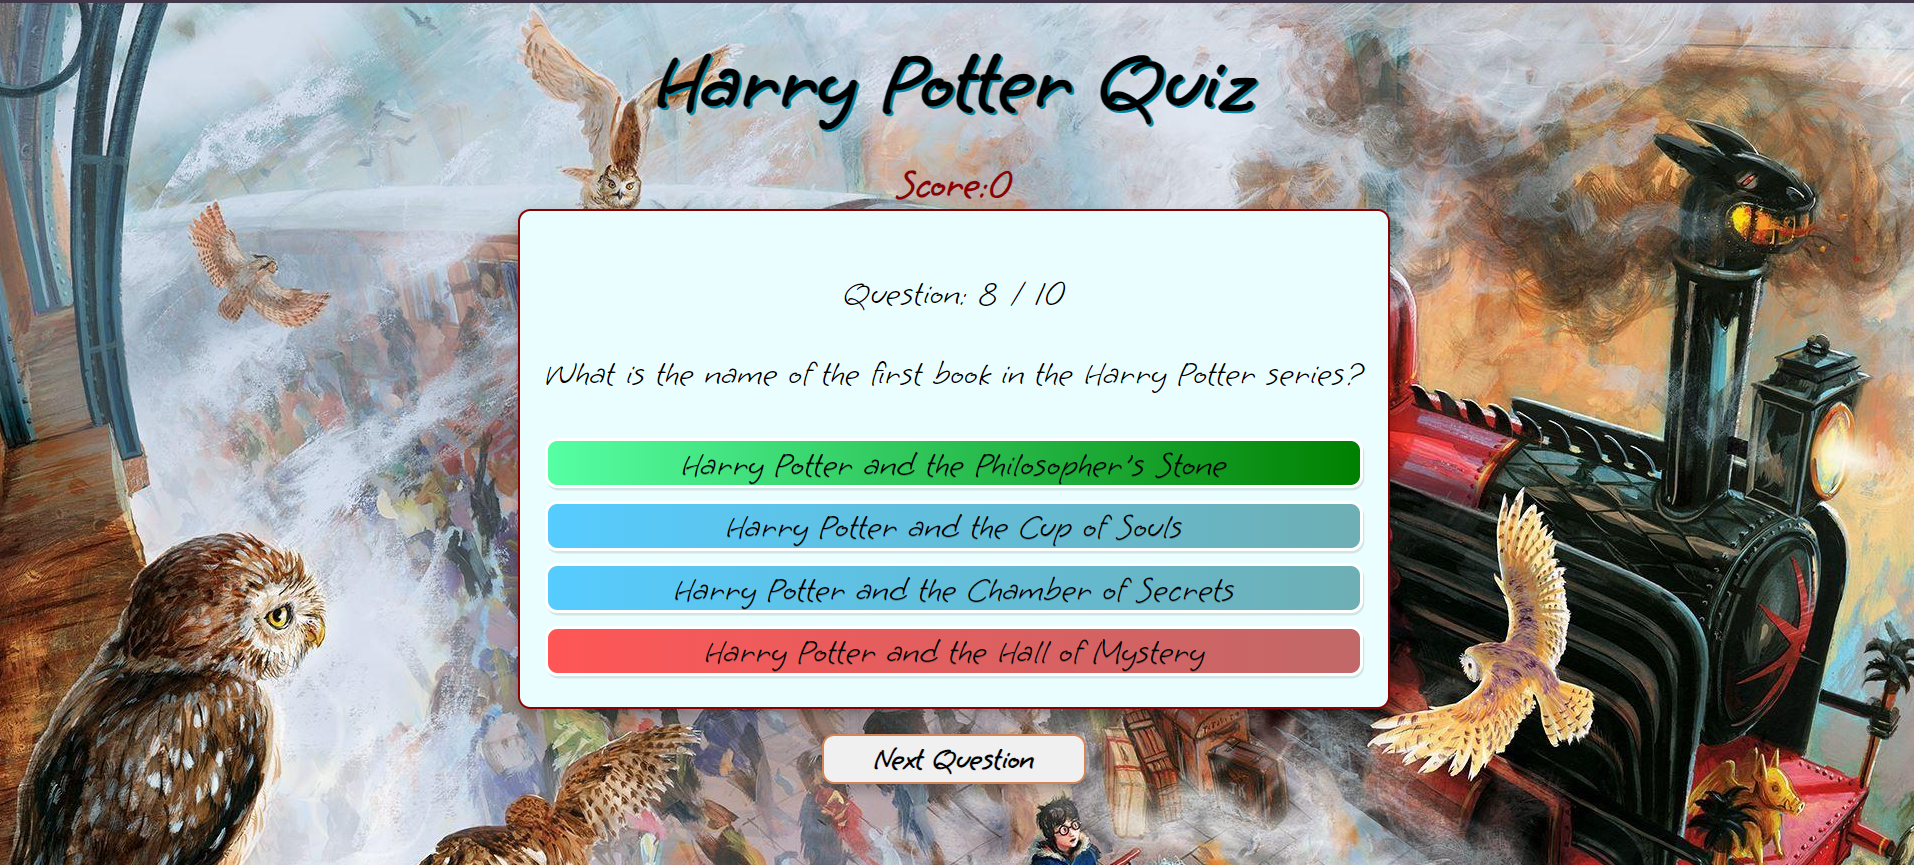 Harry Potter Quiz
Score:0
Question: 8 / 10
What is the name of the first book in the Harry Potter series?
Harry Potter and the Philosopher's Stone
Harry Potter and the Cup of Souls
Harry Potter and the Chamber of Secrets
Harry Potter and the Hall of Mystery
Next Question